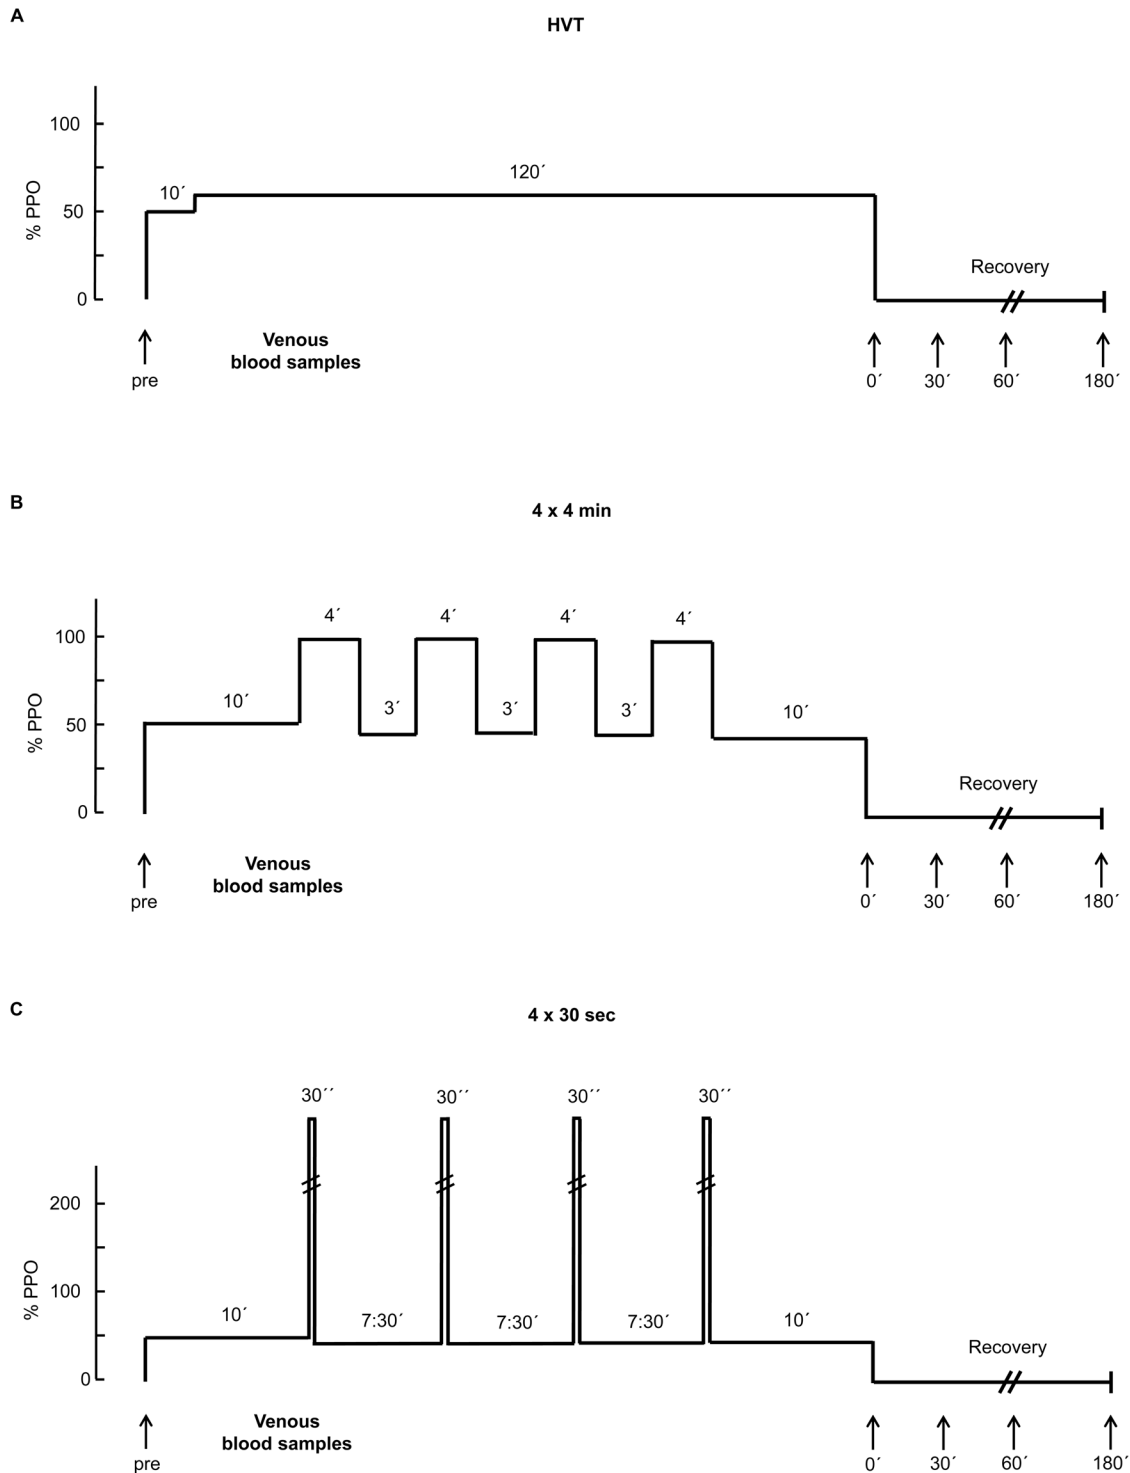 A
HVT
100
50
0
% PPO
10´
120´
Recovery
Venous
blood samples
pre
0´
30´
60´
180´
B
4 x 4 min
100
50
0
% PPO
10´
4´
3´
4´
3´
4´
3´
4´
10´
Recovery
Venous
blood samples
pre
0´
30´
60´
180´
C
4 x 30 sec
200
100
0
% PPO
10´
30´´
7:30´
30´´
7:30´
30´´
7:30´
30´´
10´
Recovery
Venous
blood samples
pre
0´
30´
60´
180´